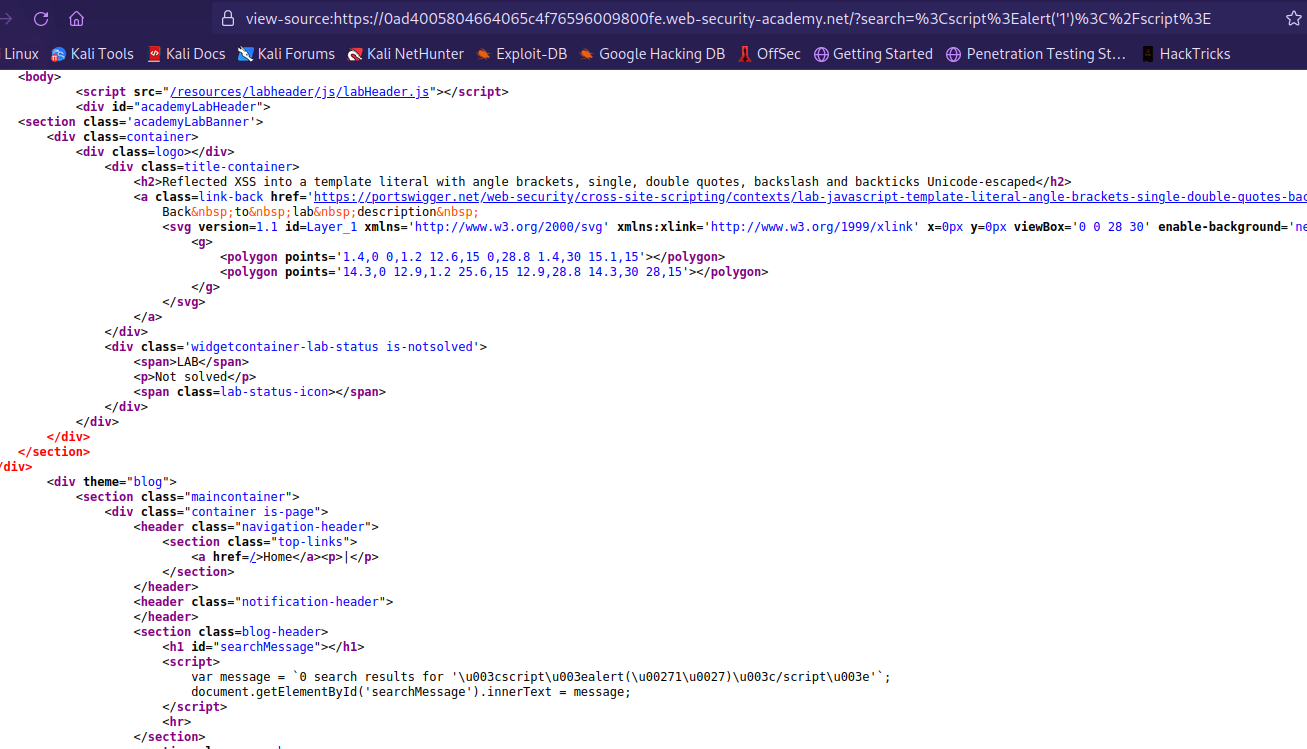 view-source:https://0ad4005804664065c4f76596009800fe.web-security-academy.net/?search=%3Cscript%3Ealert('1')%3C%2Fscript%3E
Linux Kali Tools Kali Docs Kali Forums Kali NetHunter Exploit-DB Google Hacking DB OffSec Getting Started Penetration Testing St… HackTricks
<body>
<script src="/resources/labheader/js/labHeader.js"></script>
<div id="academyLabHeader">
<section class='academyLabBanner'>
<div class=container>
<div class=logo></div>
<div class=title-container>
<h2>Reflected XSS into a template literal with angle brackets, single, double quotes, backslash and backticks Unicode-escaped</h2>
<a class=link-back href='https://portswigger.net/web-security/cross-site-scripting/contexts/lab-javascript-template-literal-angle-brackets-single-double-quotes-bac
Back&nbsp;to&nbsp;lab&nbsp;description&nbsp;
<svg version=1.1 id=Layer_1 xmlns='http://www.w3.org/2000/svg' xmlns:xlink='http://www.w3.org/1999/xlink' x=0px y=0px viewBox='0 0 28 30' enable-background='ne
<g>
<polygon points='1.4,0 0,1.2 12.6,15 0,28.8 1.4,30 15.1,15'></polygon>
<polygon points='14.3,0 12.9,1.2 25.6,15 12.9,28.8 14.3,30 28,15'></polygon>
</g>
</svg>
</a>
</div>
<div class='widgetcontainer-lab-status is-notsolved'>
<span>LAB</span>
<p>Not solved</p>
<span class=lab-status-icon></span>
</div>
</div>
</div>
</section>
/div>
<div theme="blog">
<section class="maincontainer">
<div class="container is-page">
<header class="navigation-header">
<section class="top-links">
<a href=/>Home</a><p>|</p>
</section>
</header>
<header class="notification-header">
</header>
<section class=blog-header>
<h1 id="searchMessage"></h1>
<script>
var message = `0 search results for '\u003cscript\u003ealert(\u00271\u0027)\u003c/script\u003e'`;
document.getElementById('searchMessage').innerText = message;
</script>
<hr>
</section>